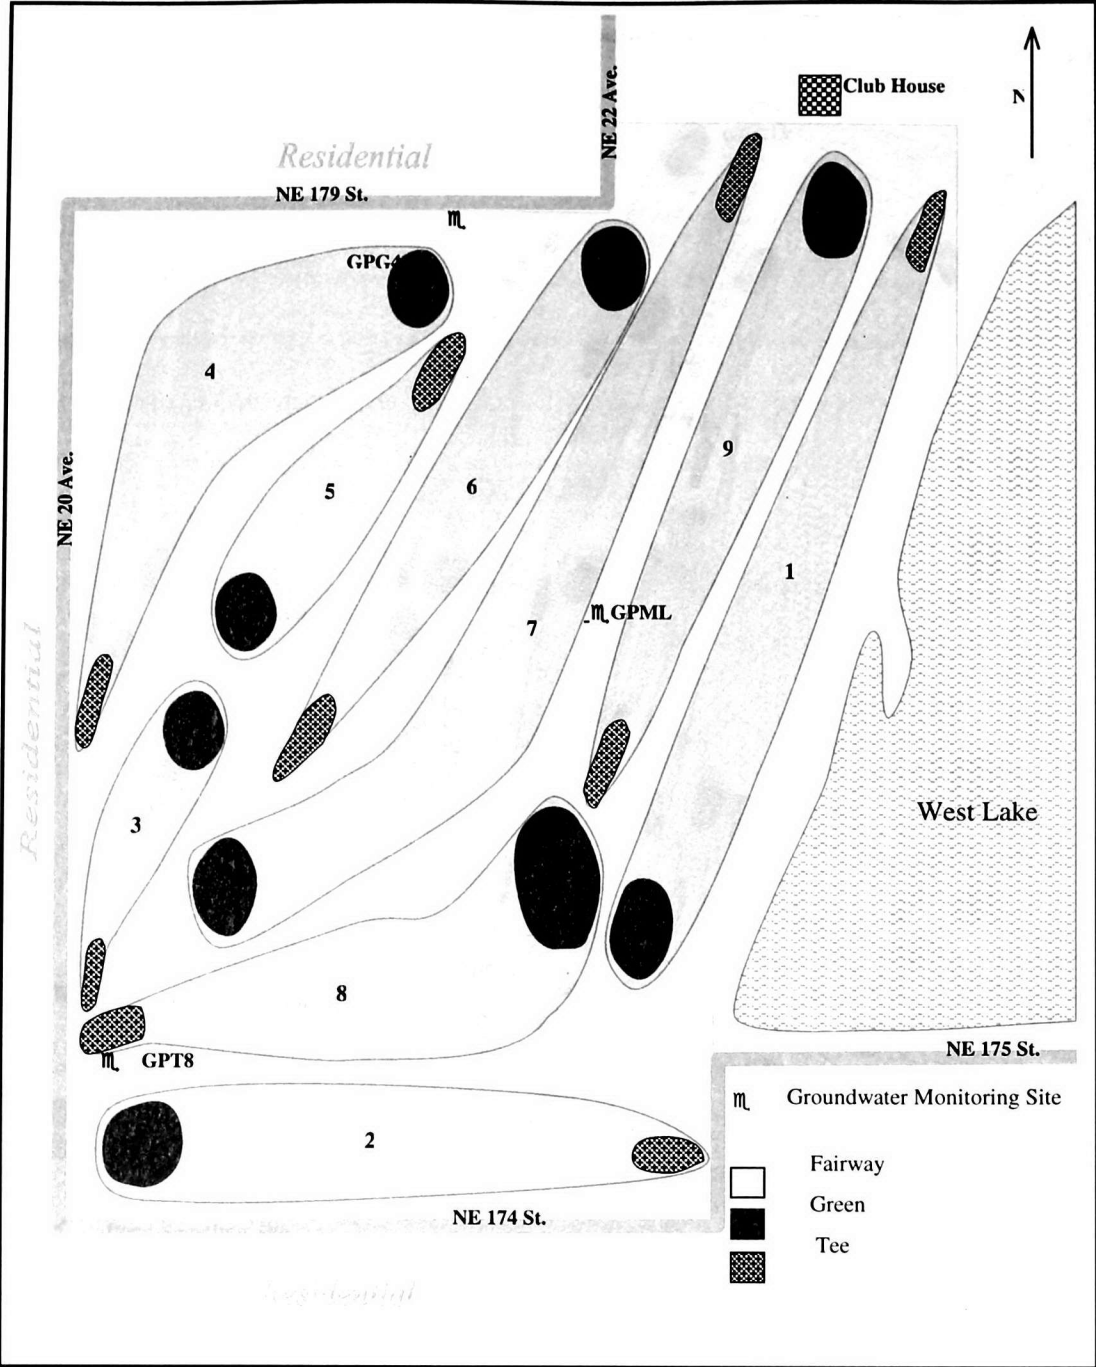 NE 22 Ave.
Club House
N
Residential
NE 179 St.
♏
GPG4
4
NE 20 Ave.
5
6
9
1
7
♏ GPML
Residential
3
West Lake
8
♏ GPT8
NE 175 St.
2
NE 174 St.
♏ Groundwater Monitoring Site
Fairway
Green
Tee
Residential